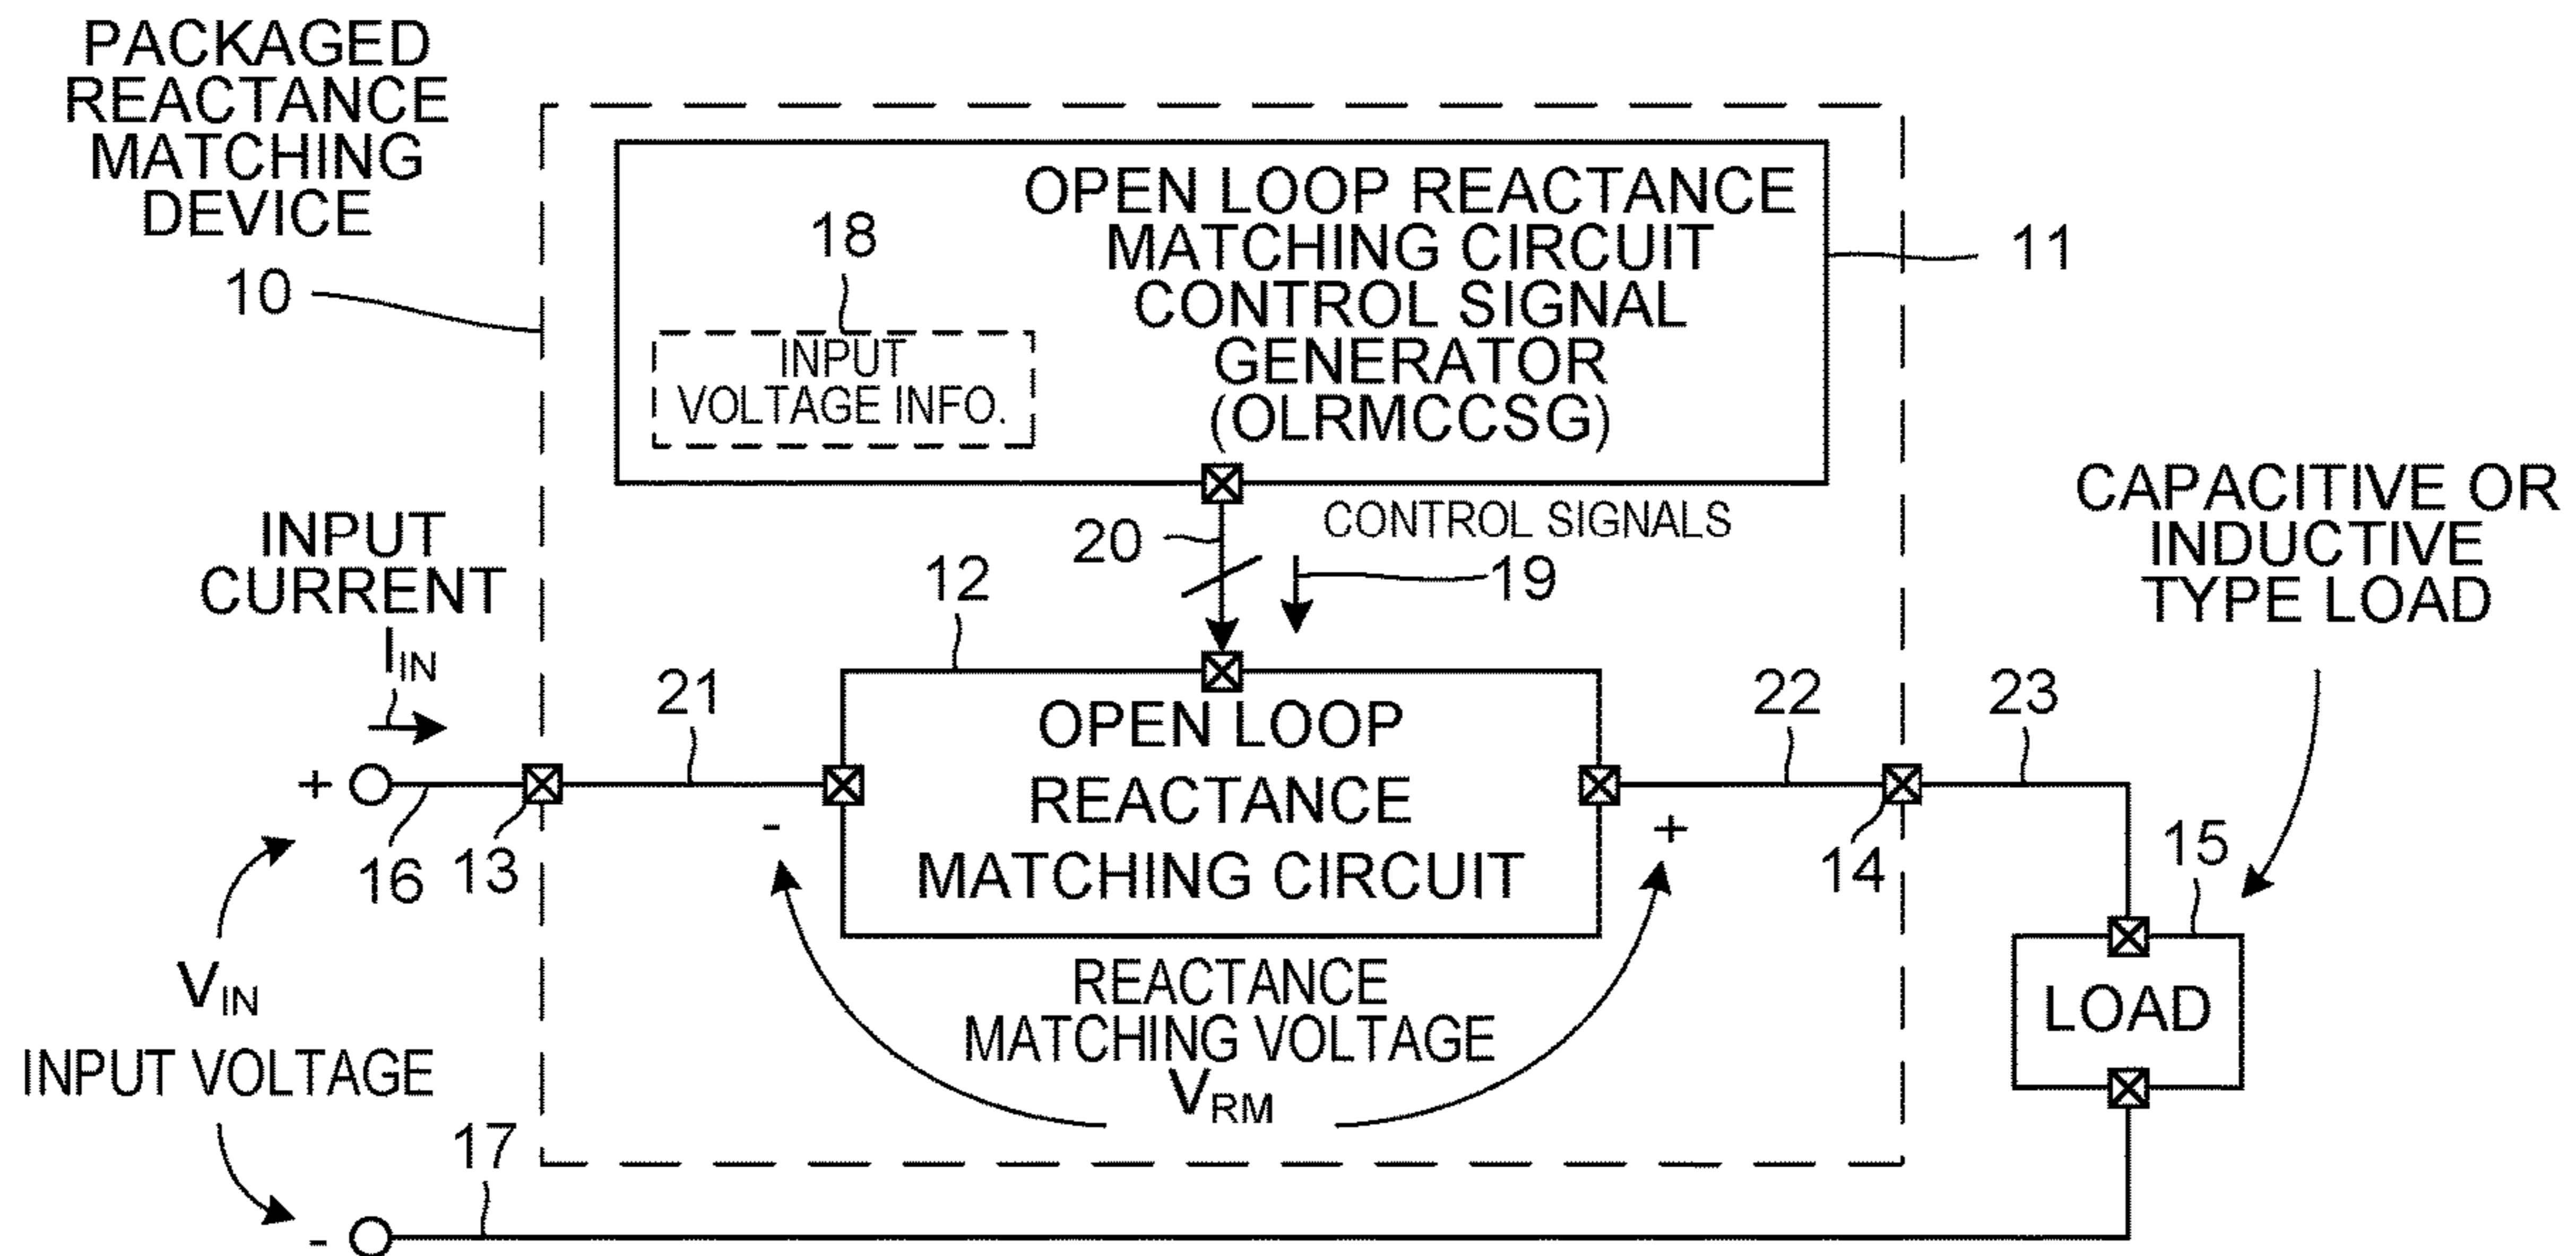 PACKAGED
REACTANCE
MATCHING
DEVICE
10
OPEN LOOP REACTANCE
MATCHING CIRCUIT
CONTROL SIGNAL
GENERATOR
(OLRMCCSG)
11
18
INPUT
VOLTAGE INFO.
CONTROL SIGNALS
20
19
INPUT
CURRENT
IIN
12
21
OPEN LOOP
REACTANCE
MATCHING CIRCUIT
22
23
CAPACITIVE OR
INDUCTIVE
TYPE LOAD
+
16
13
-
+
14
15
LOAD
VIN
INPUT VOLTAGE
REACTANCE
MATCHING VOLTAGE
VRM
17
-